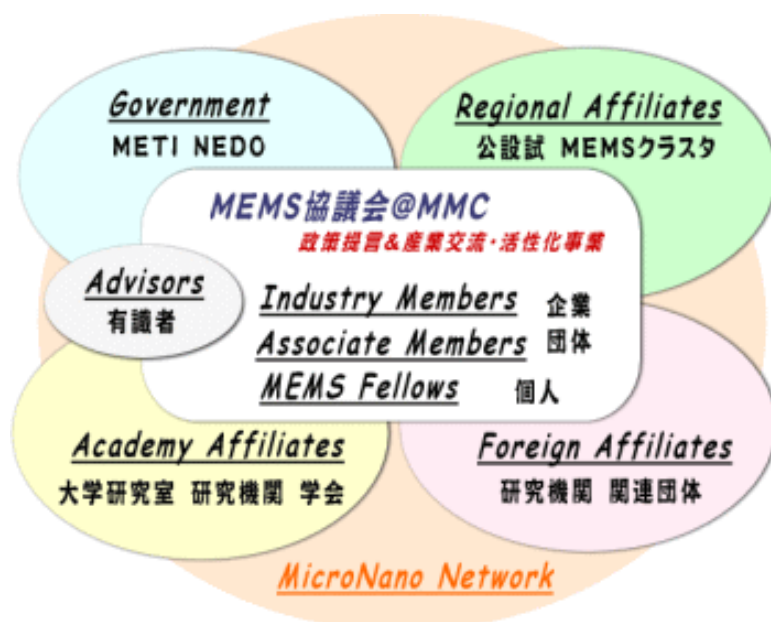 Government
METI NEDO
Regional Affiliates
公設試 MEMSクラスタ
MEMS協議会@MMC
政策提言&産業交流・活性化事業
Advisors
有識者
Industry Members 企業
Associate Members 団体
MEMS Fellows 個人
Academy Affiliates
大学研究室 研究機関 学会
Foreign Affiliates
研究機関 関連団体
MicroNano Network